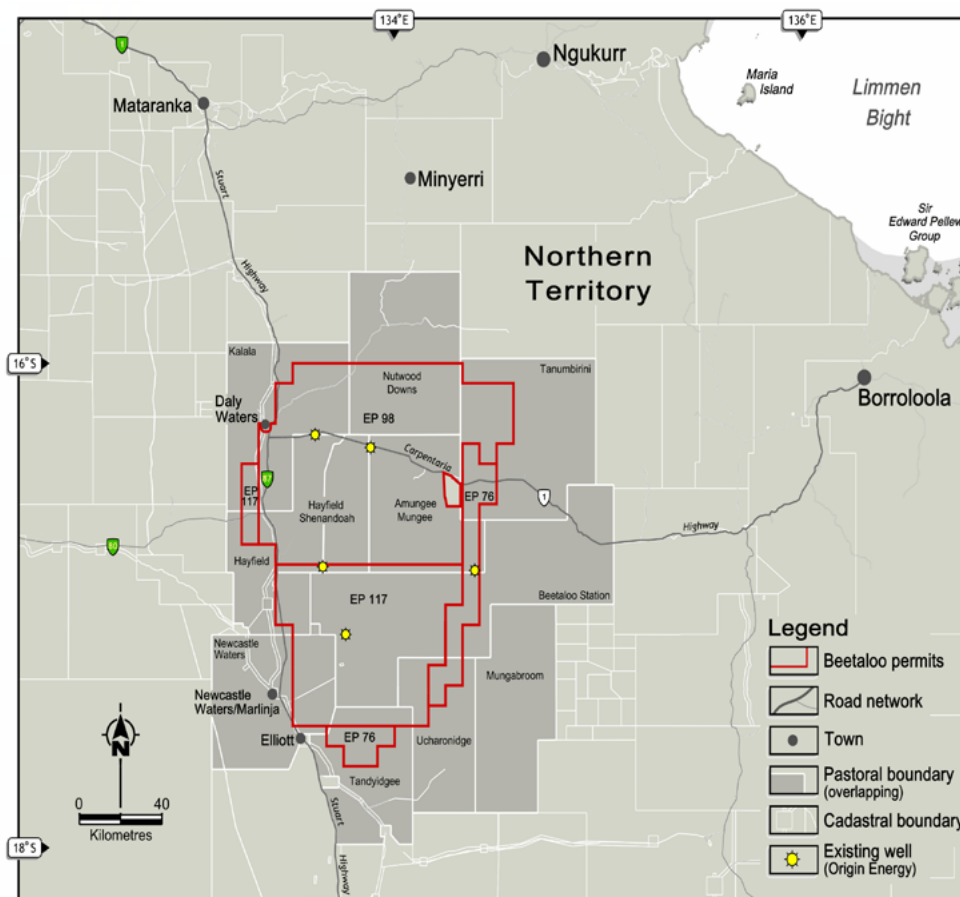 134°E
136°E
1
Ngukurr
Maria
Island
Limmen
Bight
Mataranka
Minyerri
Stuart
Highway
Sir
Edward Pellew
Group
Northern
Territory
16°S
Kalala
Nutwood
Downs
Tanumbirini
Daly
Waters
EP 98
Borroloola
Carpentaria
EP
117
Hayfield
Shenandoah
Amungee
Mungee
EP 76
1
Highway
Hayfield
EP 117
Beetaloo Station
Newcastle
Waters
Mungabroom
Newcastle
Waters/Marlinja
Elliott
EP 76
Ucharonidge
Tandyidgee
Stuart
Highway
N
0 40
Kilometres
18°S
Legend
Beetaloo permits
Road network
Town
Pastoral boundary
(overlapping)
Cadastral boundary
Existing well
(Origin Energy)